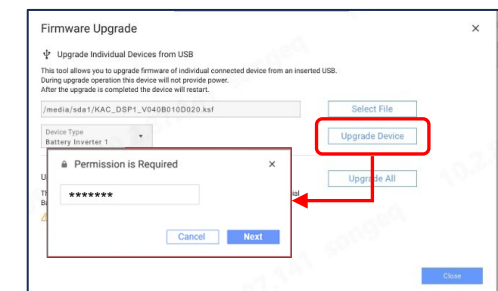 Firmware Upgrade
Upgrade Individual Devices from USB
This tool allows you to upgrade firmware of individual connected device from an inserted USB.
During upgrade operation this device will not provide power.
After the upgrade is completed the device will restart.
/media/sda1/KAC_DSP1_V040B010D020.ksf
Select File
Device Type
Battery Inverter 1
Upgrade Device
Permission is Required
*******
Upgrade All
Cancel
Next
songeq
Close